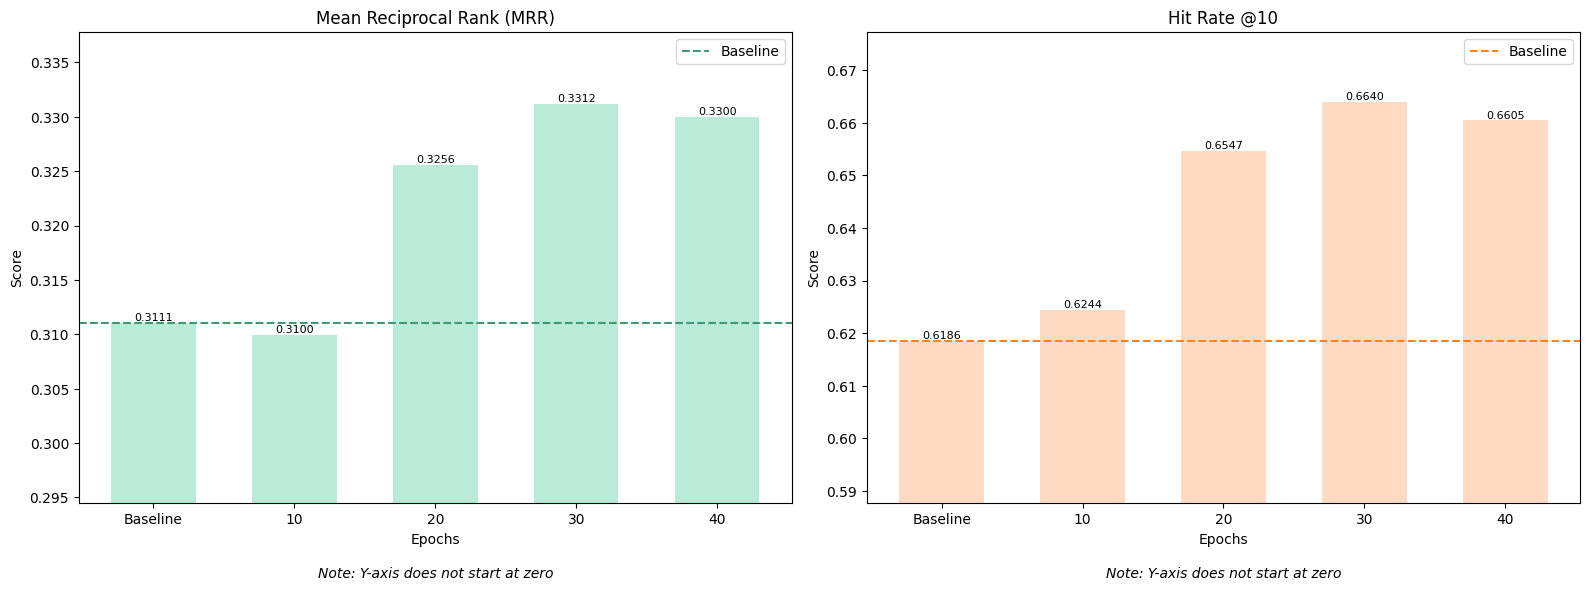 Mean Reciprocal Rank (MRR)
Baseline
0.335
0.330
0.325
0.320
0.315
0.310
0.305
0.300
0.295
Score
0.3111
0.3100
0.3256
0.3312
0.3300
Baseline 10 20 30 40
Epochs
Note: Y-axis does not start at zero
Hit Rate @10
Baseline
0.67
0.66
0.65
0.64
0.63
0.62
0.61
0.60
0.59
Score
0.6186
0.6244
0.6547
0.6640
0.6605
Baseline 10 20 30 40
Epochs
Note: Y-axis does not start at zero